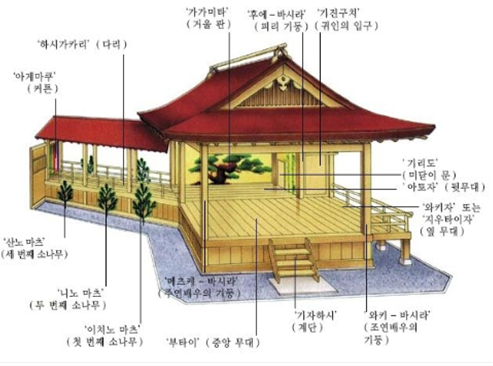 '가가미타'
(거울 판)
'후에-바시라'
(피리 기둥)
'기진구치'
(귀인의 입구)
'하시가카리' (다리)
'아게마쿠'
(커튼)
'기리도'
(미닫이 문)
'아토자' (뒷무대)
'와키자' 또는
'지우타이자'
(옆 무대)
'산노 마츠'
(세 번째 소나무)
'니노 마츠'
(두 번째 소나무)
'이치노 마츠'
(첫 번째 소나무)
'메츠케-바시라'
(주연배우의 기둥)
'부타이' (중앙 무대)
'기자하시'
(계단)
'와키-바시라'
(조연배우의
기둥)